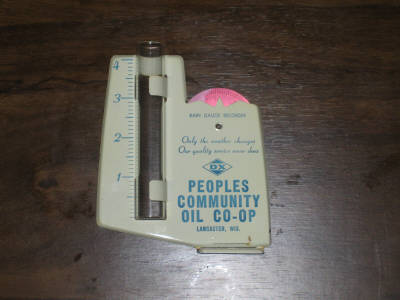 4
3
2
1
RAIN GAUGE RECORDER
Only the weather changes
Our quality service never does
DX
PEOPLES
COMMUNITY
OIL CO-OP
LANCASTER, WIS.